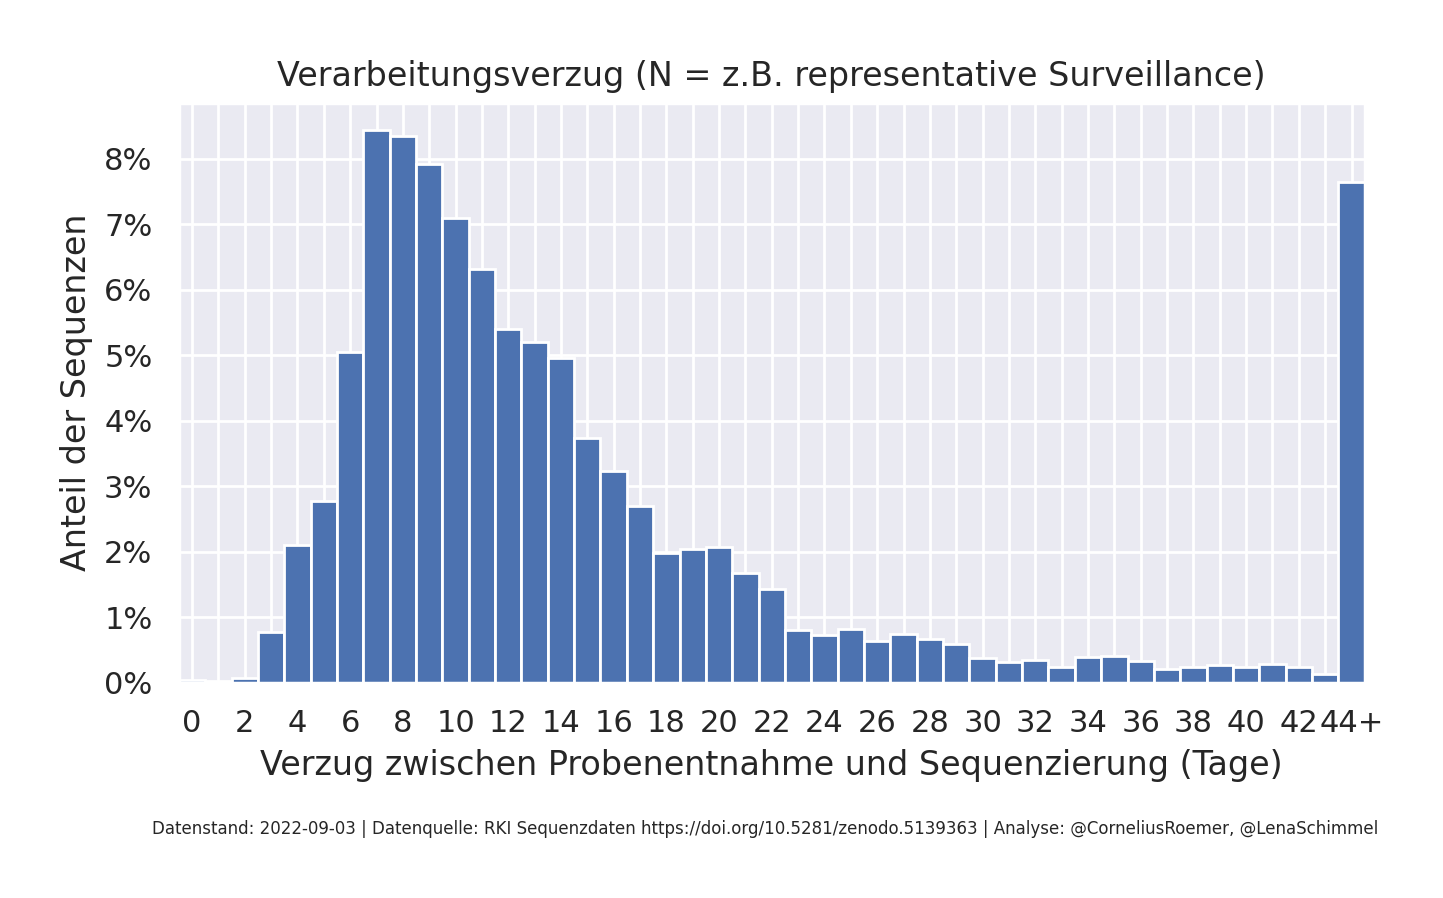 Verarbeitungsverzug (N = z.B. representative Surveillance)
Anteil der Sequenzen
8%
7%
6%
5%
4%
3%
2%
1%
0%
0 2 4 6 8 10 12 14 16 18 20 22 24 26 28 30 32 34 36 38 40 42 44+
Verzug zwischen Probenentnahme und Sequenzierung (Tage)
Datenstand: 2022-09-03 | Datenquelle: RKI Sequenzdaten https://doi.org/10.5281/zenodo.5139363 | Analyse: @CorneliusRoemer, @LenaSchimmel